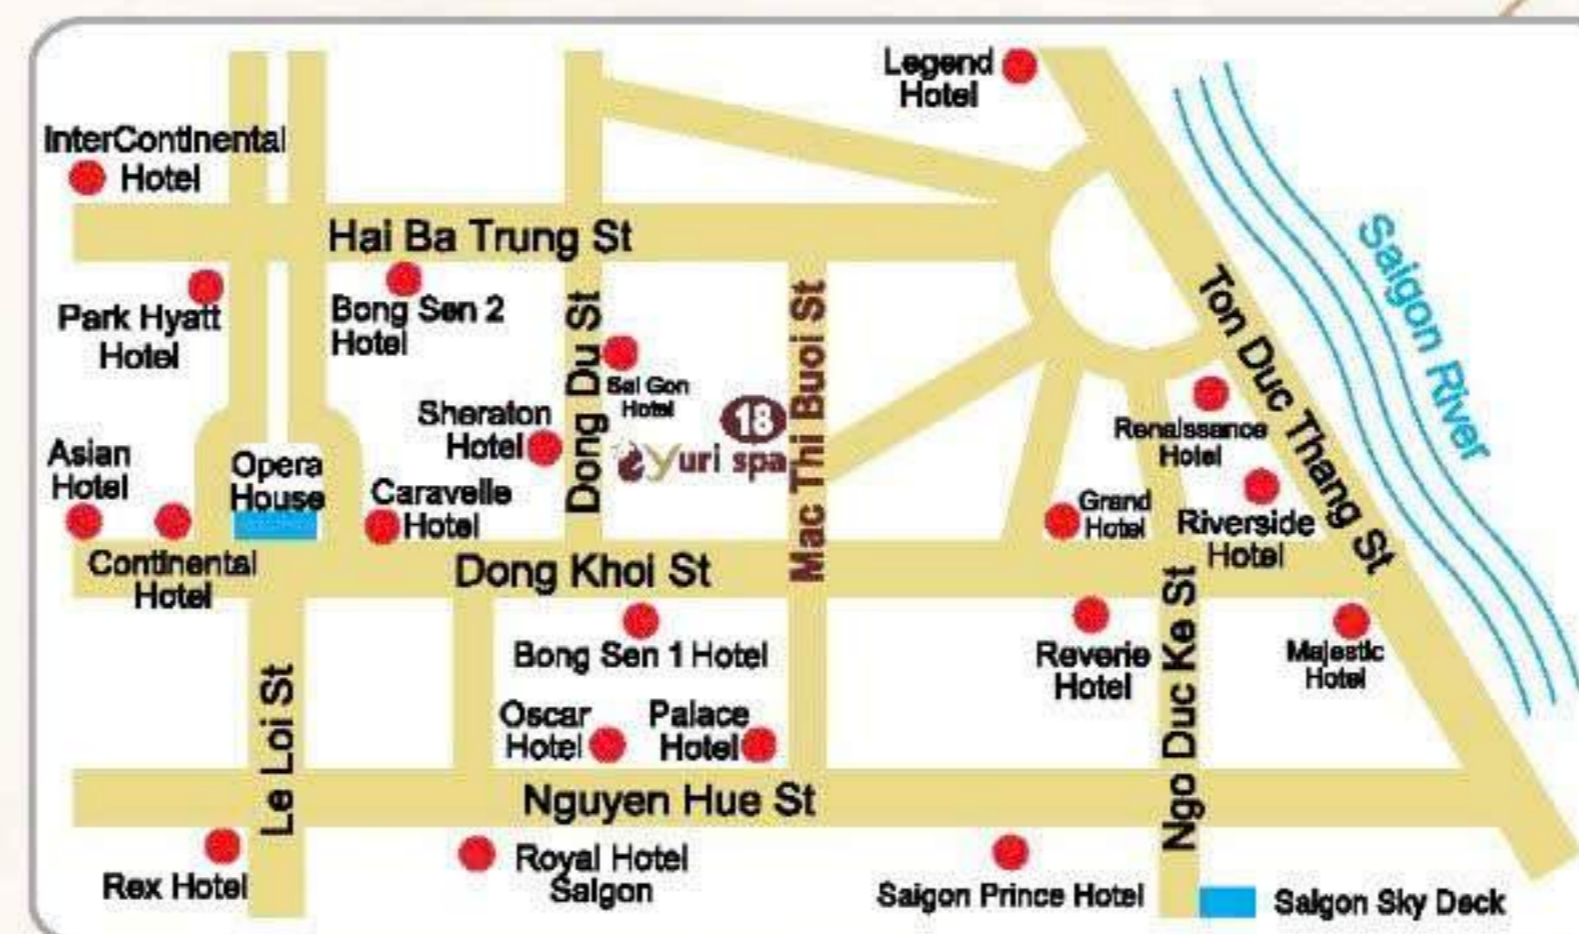 Legend
Hotel
InterContinental
Hotel
Hai Ba Trung St
Park Hyatt
Hotel
Bong Sen 2
Hotel
Dong Du St
Sai Gon
Hotel
Mac Thi Buoi St
Ton Duc Thang St
Saigon River
18
yuri spa
Sheraton
Hotel
Renaissance
Hotel
Asian
Hotel
Opera
House
Caravelle
Hotel
Grand
Hotel
Riverside
Hotel
Continental
Hotel
Dong Khoi St
Bong Sen 1 Hotel
Reverie
Hotel
Ngo Duc Ke St
Majestic
Hotel
Le Loi St
Oscar
Hotel
Palace
Hotel
Nguyen Hue St
Rex Hotel
Royal Hotel
Saigon
Saigon Prince Hotel
Saigon Sky Deck